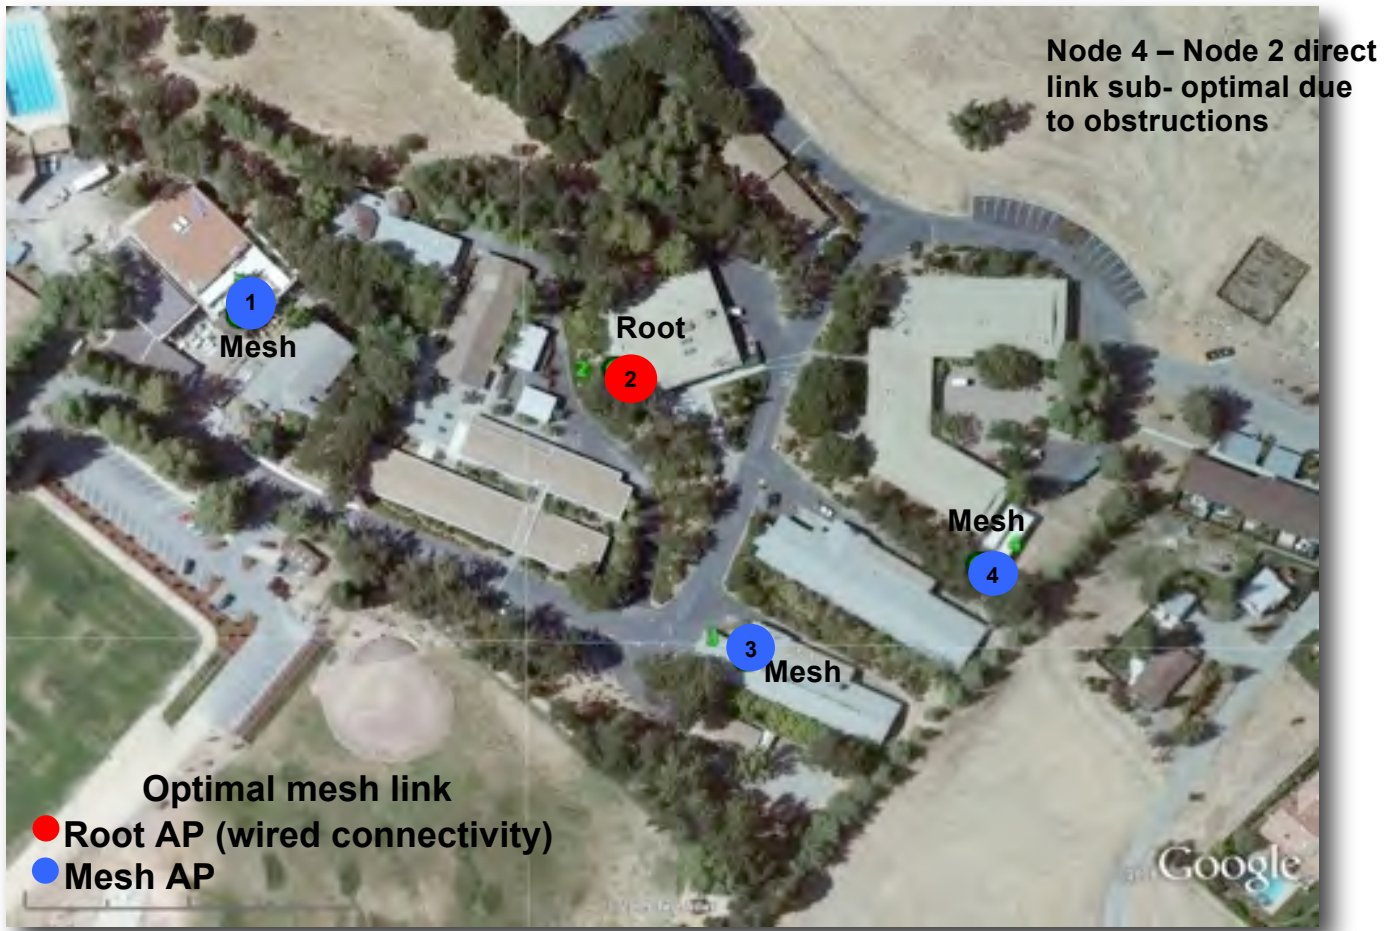 Node 4 – Node 2 direct
link sub- optimal due
to obstructions
1
Mesh
Root
2
2
Mesh
4
3
Mesh
Optimal mesh link
Root AP (wired connectivity)
Mesh AP
Google